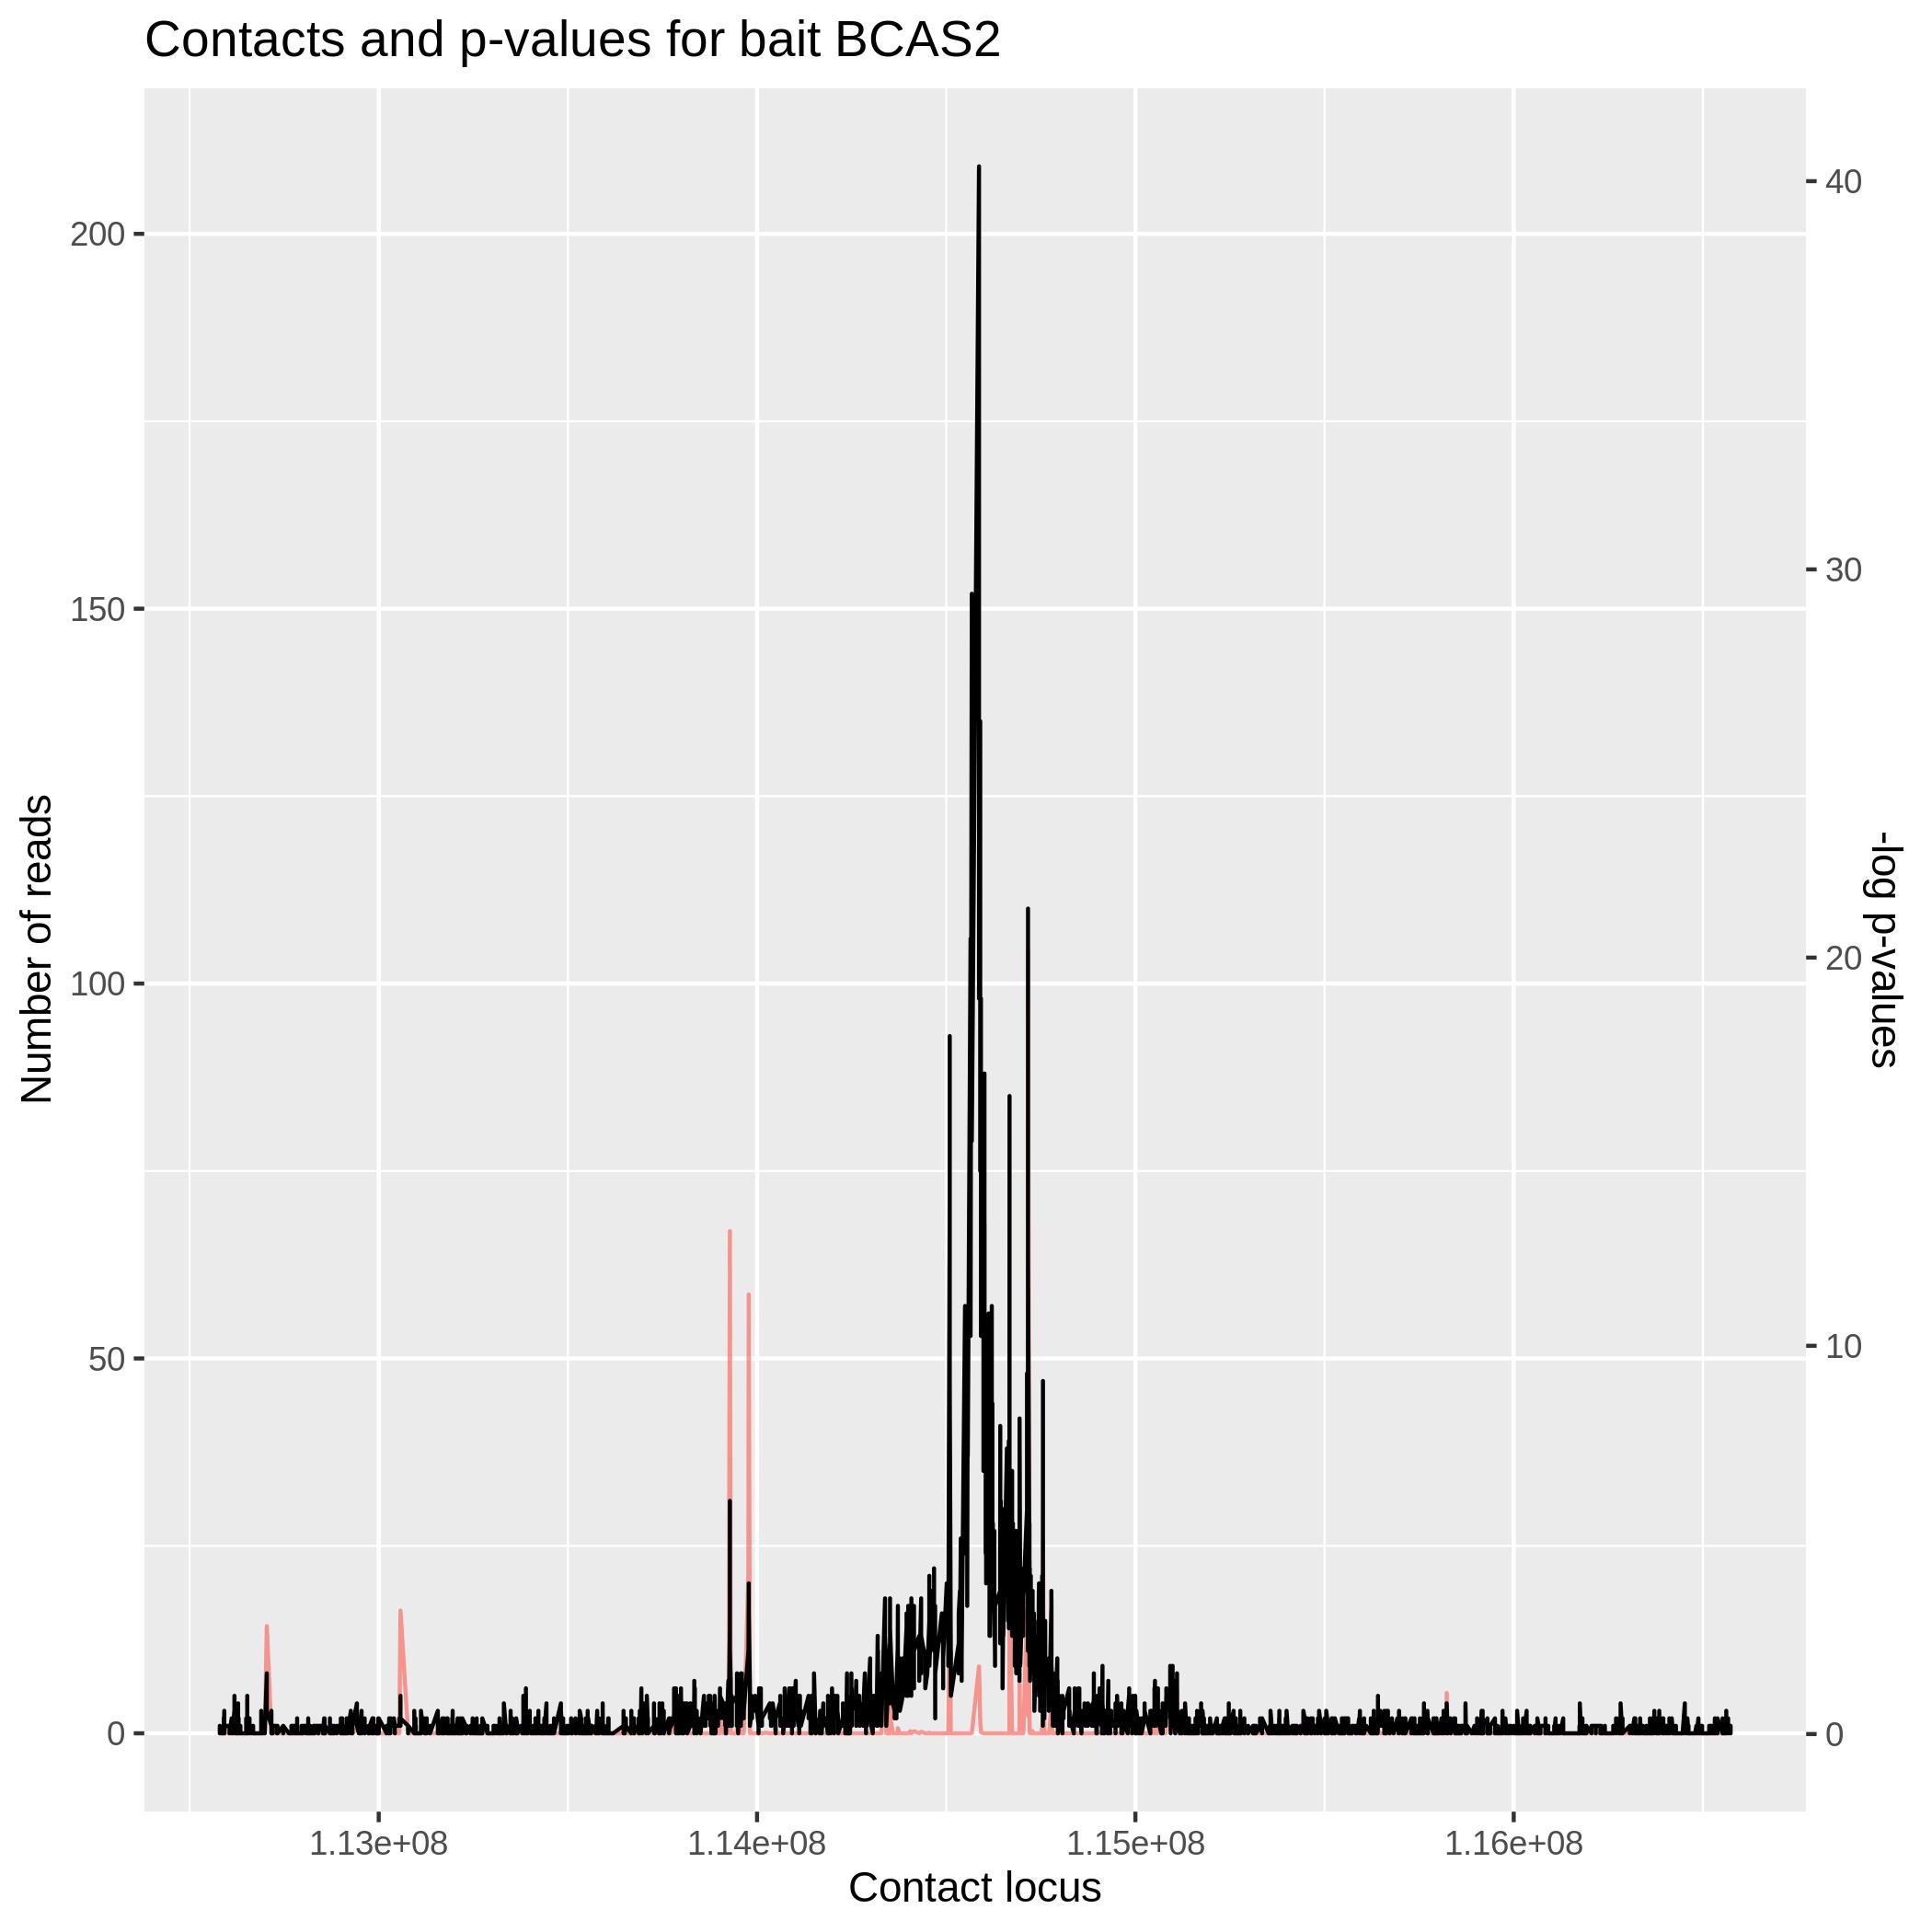 Contacts and p-values for bait BCAS2
200
150
100
50
0
40
30
20
10
0
Number of reads
-log p-values
1.13e+08
1.14e+08
1.15e+08
1.16e+08
Contact locus